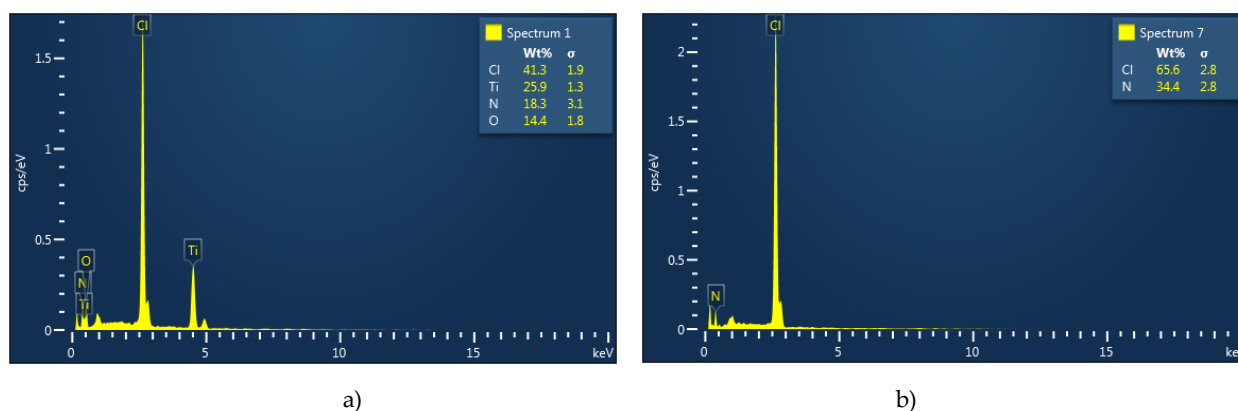 Spectrum 1
Wt% σ
Cl 41.3 1.9
Ti 25.9 1.3
N 18.3 3.1
O 14.4 1.8
Cl
Ti
O
N
Ti
cps/eV
1.5
1
0.5
0
0 5 10 15 keV
a)
Spectrum 7
Wt% σ
Cl 65.6 2.8
N 34.4 2.8
Cl
N
cps/eV
2
1.5
1
0.5
0
0 5 10 15 ke
b)